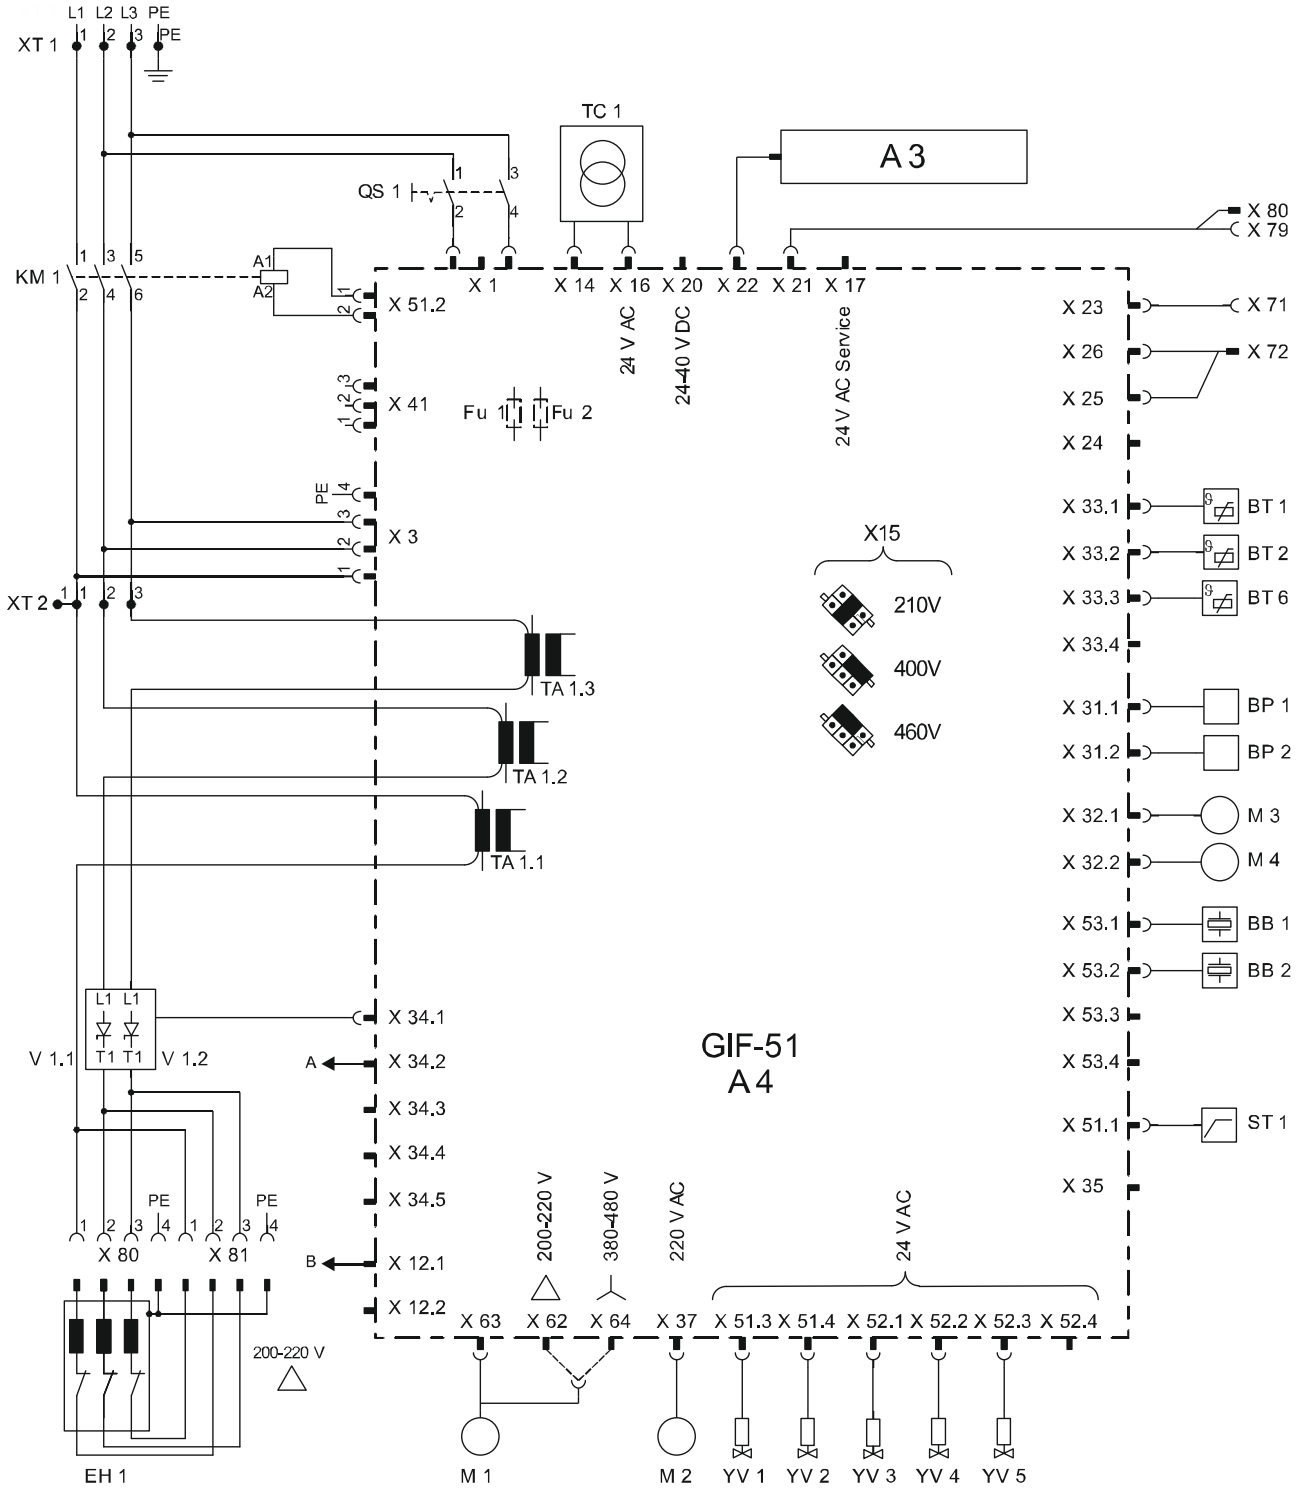 L1 L2 L3 PE
XT 1 1 2 3 PE
TC 1
A 3
QS 1 1 3
2 4
X 80
X 79
KM 1 1 3 5
2 4 6
A1
A2
1
2
X 51.2
X 1 X 14 X 16 X 20 X 22 X 21 X 17
24 V AC
24-40 VDC
24 V AC Service
X 23 X 71
X 26 X 72
X 25
X 24
3
2
1
X 41
Fu 1 Fu 2
PE 4
3
2
1
X 3
X 33.1 ϑ BT 1
X 33.2 ϑ BT 2
X 33.3 ϑ BT 6
X 33.4
X15
210V
400V
460V
XT 2 1 1 2 3
TA 1.3
TA 1.2
TA 1.1
X 31.1 BP 1
X 31.2 BP 2
X 32.1 M 3
X 32.2 M 4
X 53.1 BB 1
X 53.2 BB 2
X 53.3
X 53.4
X 51.1 ST 1
X 35
L1 L1
T1 T1
V 1.1 V 1.2
X 34.1
A X 34.2
X 34.3
X 34.4
X 34.5
B X 12.1
X 12.2
GIF-51
A 4
PE PE
1 2 3 4 1 2 3 4
X 80 X 81
200-220 V
380-480 V
220 V AC
24 V AC
X 63 X 62 X 64 X 37 X 51.3 X 51.4 X 52.1 X 52.2 X 52.3 X 52.4
200-220 V
EH 1
M 1 M 2 YV 1 YV 2 YV 3 YV 4 YV 5